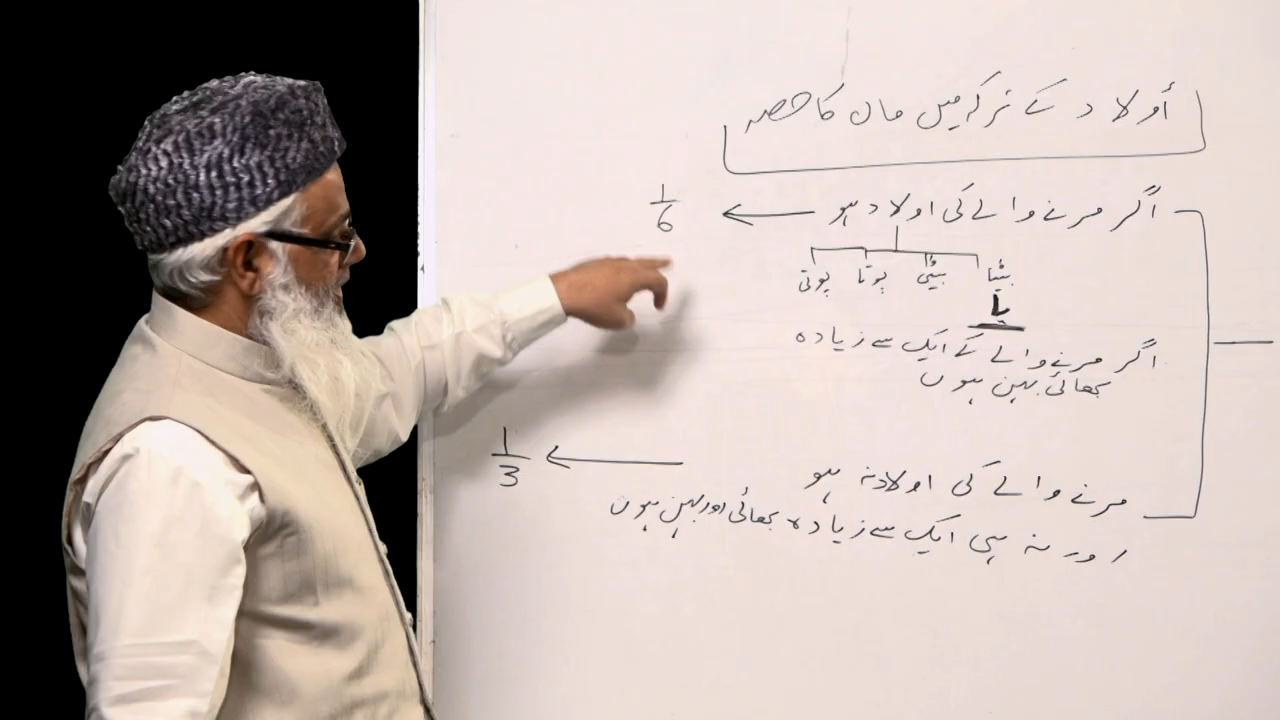 أولاد کے ترکہ میں ماں کا حصہ
اگر مرنے والے کی اولاد ہو
1/6
بیٹا بیٹی پوتا پوتی
یا
اگر مرنے والے کے ایک سے زیادہ
بھائی بہن ہوں
مرنے والے کی اولاد نہ ہو
1/3
اور نہ ہی ایک سے زیادہ بھائی اور بہن ہوں